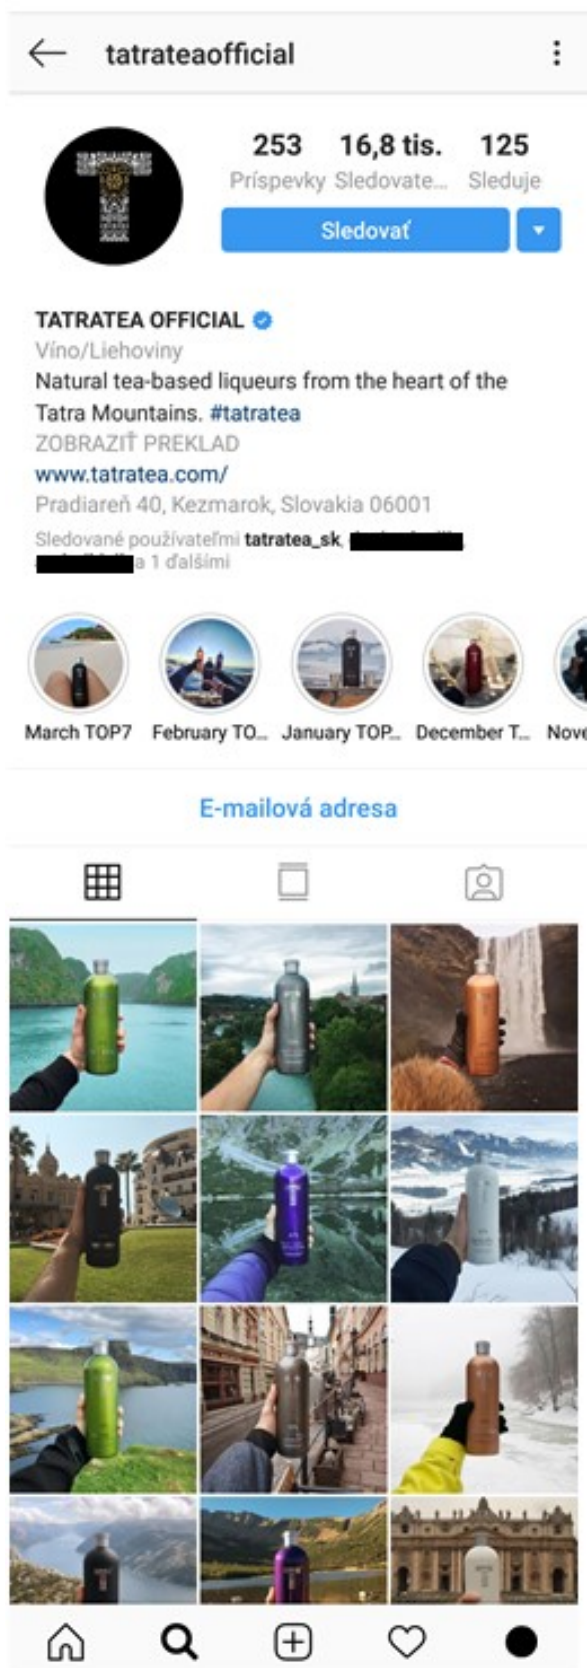 tatrateaofficial
253 16,8 tis. 125
Príspevky Sledovate... Sleduje
Sledovať
TATRATEA OFFICIAL
Víno/Liehoviny
Natural tea-based liqueurs from the heart of the
Tatra Mountains. #tatratea
ZOBRAZIŤ PREKLAD
www.tatratea.com/
Pradiareň 40, Kezmarok, Slovakia 06001
Sledované používateľmi tatratea_sk,
a 1 ďalšími
March TOP7 February TO... January TOP... December T... Nove
E-mailová adresa